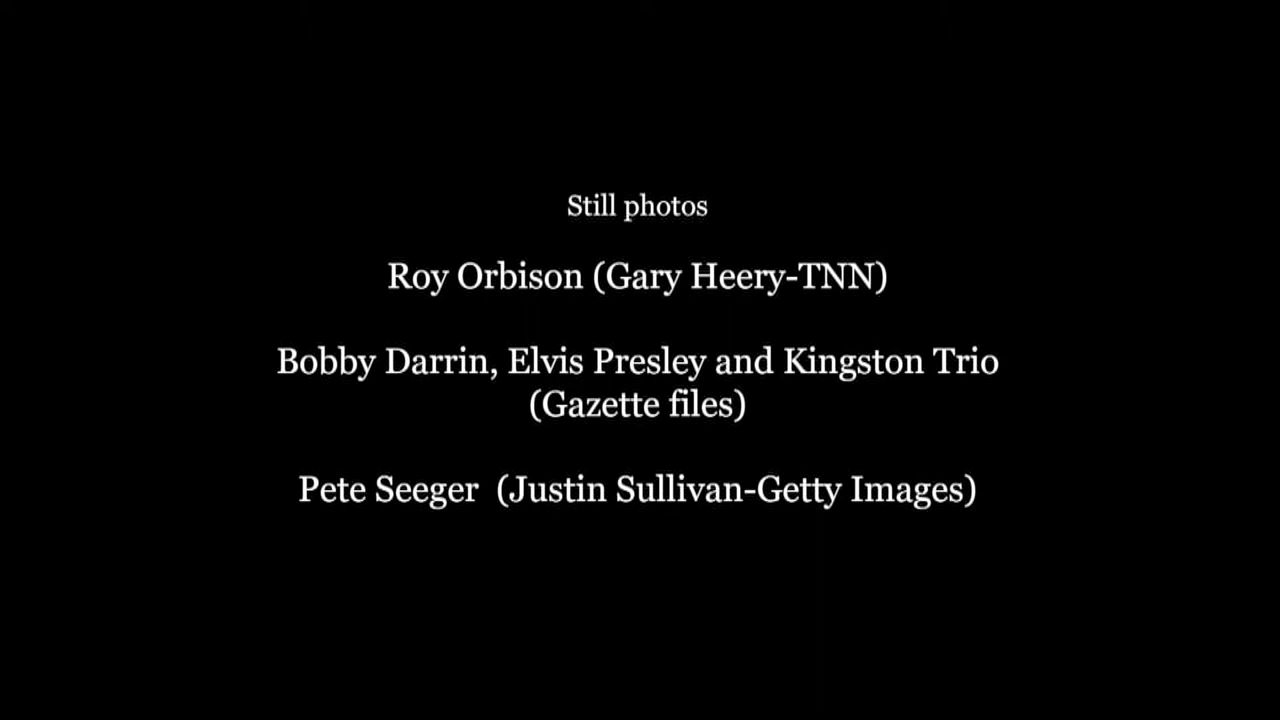 Still photos
Roy Orbison (Gary Heery-TNN)
Bobby Darrin, Elvis Presley and Kingston Trio
(Gazette files)
Pete Seeger  (Justin Sullivan-Getty Images)